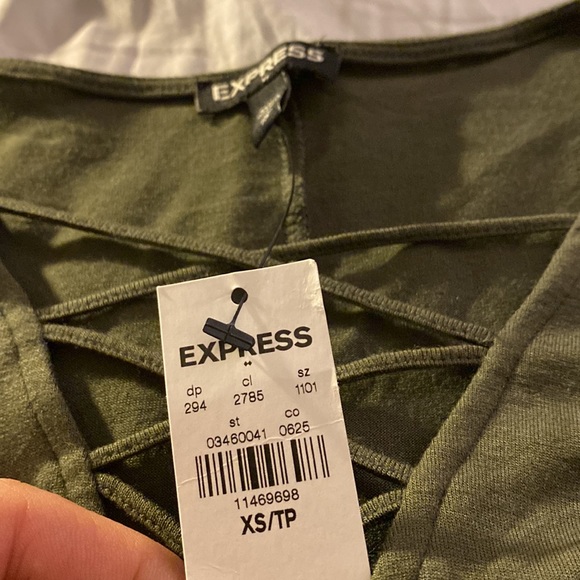 EXPRESS
EXPRESS
dp cl sz
294 2785 1101
st co
03460041 0625
11469698
XS/TP